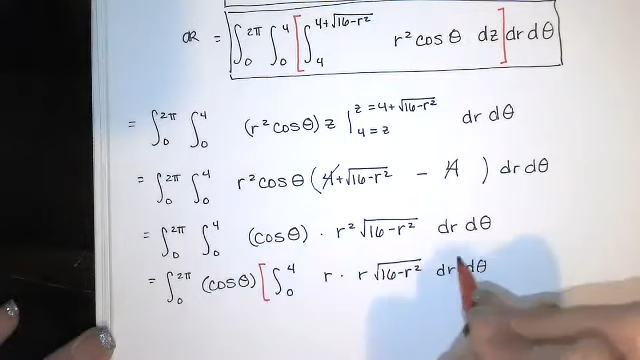 OR = ∫₀^{2π} ∫₀^4 [ ∫₄^{4+√(16-r²)} r² cos θ dz ] dr dθ
= ∫₀^{2π} ∫₀^4 (r² cos θ) z |_{4=z}^{z=4+√(16-r²)} dr dθ
= ∫₀^{2π} ∫₀^4 r² cos θ (4+√(16-r²) - 4) dr dθ
= ∫₀^{2π} ∫₀^4 (cos θ) · r² √(16-r²) dr dθ
= ∫₀^{2π} (cos θ) [ ∫₀^4 r · r √(16-r²) dr dθ